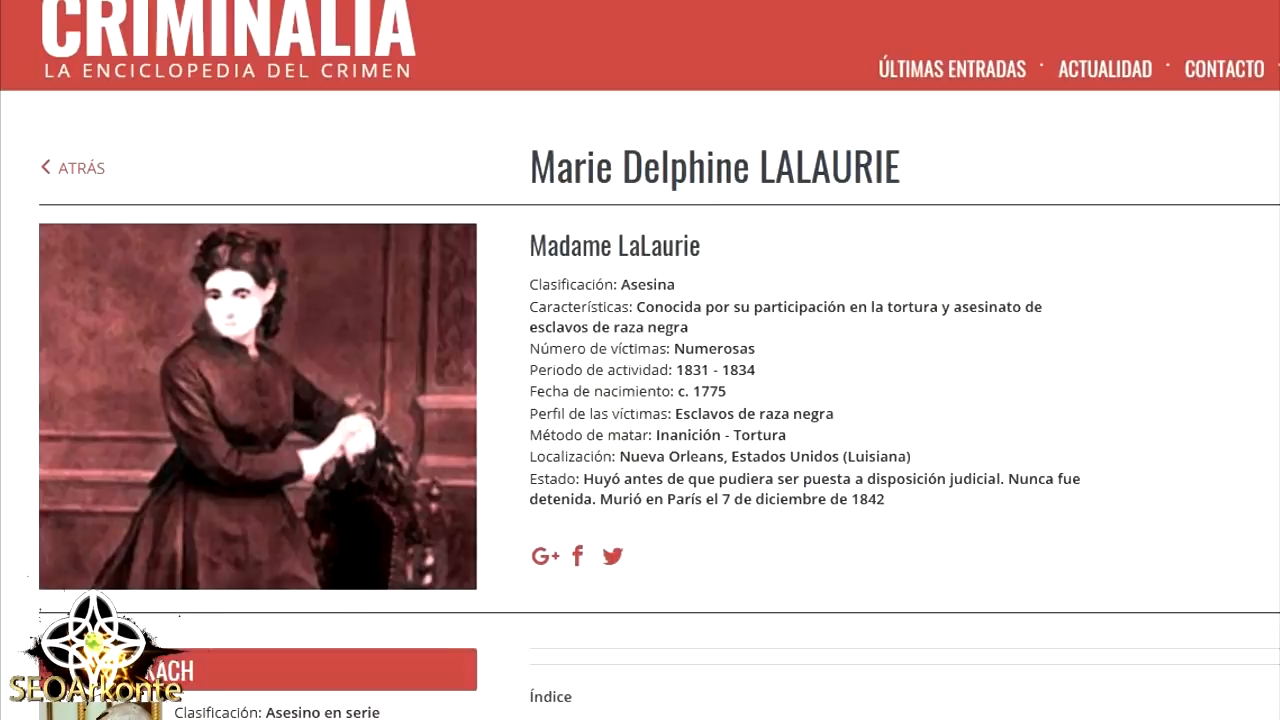 CRIMINALIA
LA ENCICLOPEDIA DEL CRIMEN
ÚLTIMAS ENTRADAS · ACTUALIDAD · CONTACTO
ATRÁS
Marie Delphine LALAURIE
Madame LaLaurie
Clasificación: Asesina
Características: Conocida por su participación en la tortura y asesinato de
esclavos de raza negra
Número de víctimas: Numerosas
Periodo de actividad: 1831 - 1834
Fecha de nacimiento: c. 1775
Perfil de las víctimas: Esclavos de raza negra
Método de matar: Inanición - Tortura
Localización: Nueva Orleans, Estados Unidos (Luisiana)
Estado: Huyó antes de que pudiera ser puesta a disposición judicial. Nunca fue
detenida. Murió en París el 7 de diciembre de 1842
G+ f
SEOArkonte
Clasificación: Asesino en serie
Índice